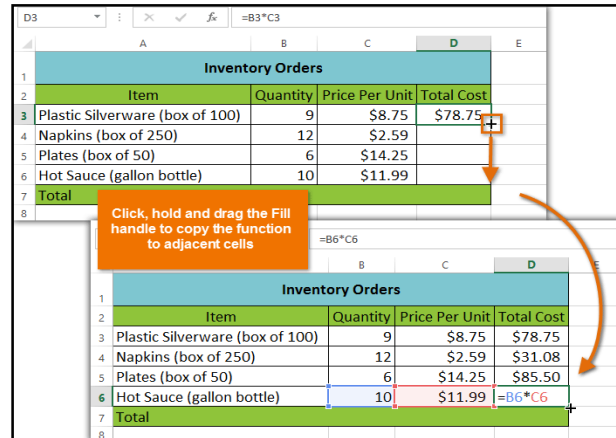 D3 fx =B3*C3
A B C D E
1 Inventory Orders
2 Item Quantity Price Per Unit Total Cost
3 Plastic Silverware (box of 100) 9 $8.75 $78.75
4 Napkins (box of 250) 12 $2.59
5 Plates (box of 50) 6 $14.25
6 Hot Sauce (gallon bottle) 10 $11.99
7 Total
8
Click, hold and drag the Fill
handle to copy the function
to adjacent cells
=B6*C6
B C D E
1 Inventory Orders
2 Item Quantity Price Per Unit Total Cost
3 Plastic Silverware (box of 100) 9 $8.75 $78.75
4 Napkins (box of 250) 12 $2.59 $31.08
5 Plates (box of 50) 6 $14.25 $85.50
6 Hot Sauce (gallon bottle) 10 $11.99 =B6*C6
7 Total
8